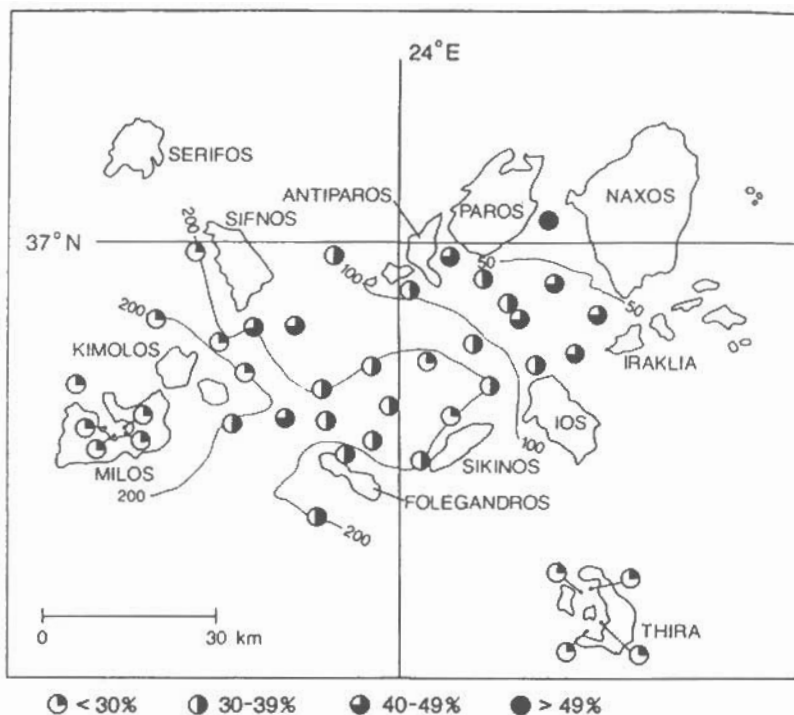 24°E
SERIFOS
ANTIPAROS
PAROS
NAXOS
200
SIFNOS
37°N
50
100
200
50
KIMOLOS
IRAKLIA
IOS
100
SIKINOS
MILOS
FOLEGANDROS
200
200
0 30 km
THIRA
< 30% 30-39% 40-49% > 49%